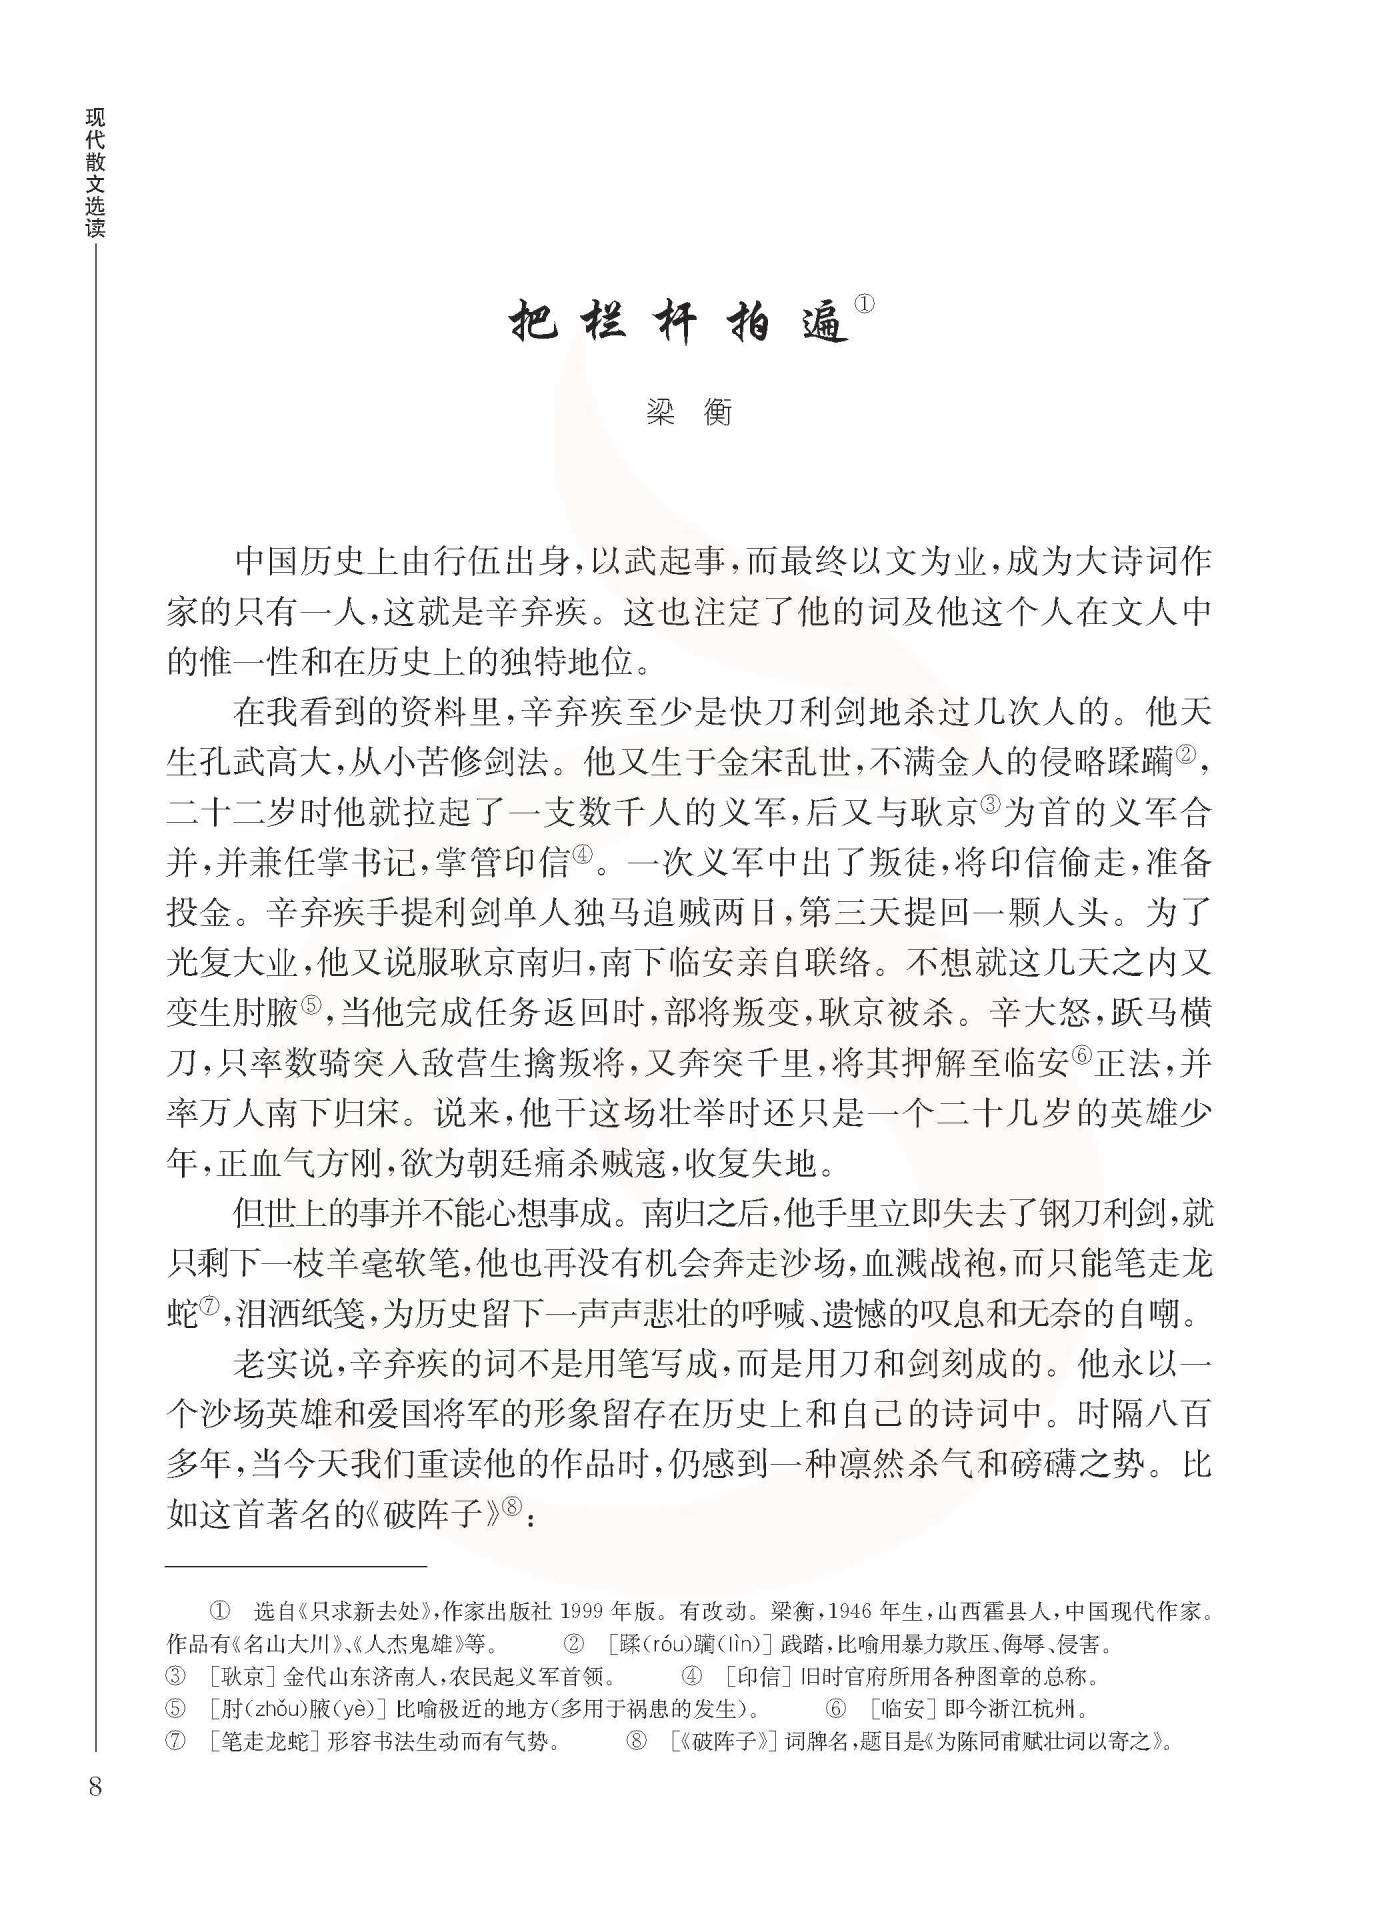 现代散文选读
把栏杆拍遍①
梁 衡
中国历史上由行伍出身,以武起事,而最终以文为业,成为大诗词作
家的只有一人,这就是辛弃疾。这也注定了他的词及他这个人在文人中
的惟一性和在历史上的独特地位。
在我看到的资料里,辛弃疾至少是快刀利剑地杀过几次人的。他天
生孔武高大,从小苦修剑法。他又生于金宋乱世,不满金人的侵略蹂躏②,
二十二岁时他就拉起了一支数千人的义军,后又与耿京③为首的义军合
并,并兼任掌书记,掌管印信④。一次义军中出了叛徒,将印信偷走,准备
投金。辛弃疾手提利剑单人独马追贼两日,第三天提回一颗人头。为了
光复大业,他又说服耿京南归,南下临安亲自联络。不想就这几天之内又
变生肘腋⑤,当他完成任务返回时,部将叛变,耿京被杀。辛大怒,跃马横
刀,只率数骑突入敌营生擒叛将,又奔突千里,将其押解至临安⑥正法,并
率万人南下归宋。说来,他干这场壮举时还只是一个二十几岁的英雄少
年,正血气方刚,欲为朝廷痛杀贼寇,收复失地。
但世上的事并不能心想事成。南归之后,他手里立即失去了钢刀利剑,就
只剩下一枝羊毫软笔,他也再没有机会奔走沙场,血溅战袍,而只能笔走龙
蛇⑦,泪洒纸笺,为历史留下一声声悲壮的呼喊、遗憾的叹息和无奈的自嘲。
老实说,辛弃疾的词不是用笔写成,而是用刀和剑刻成的。他永以一
个沙场英雄和爱国将军的形象留存在历史上和自己的诗词中。时隔八百
多年,当今天我们重读他的作品时,仍感到一种凛然杀气和磅礴之势。比
如这首著名的《破阵子》⑧:
① 选自《只求新去处》,作家出版社 1999 年版。有改动。梁衡,1946 年生,山西霍县人,中国现代作家。
作品有《名山大川》、《人杰鬼雄》等。 ② [蹂(róu)躏(lìn)] 践踏,比喻用暴力欺压、侮辱、侵害。
③ [耿京] 金代山东济南人,农民起义军首领。 ④ [印信] 旧时官府所用各种图章的总称。
⑤ [肘(zhǒu)腋(yè)] 比喻极近的地方(多用于祸患的发生)。 ⑥ [临安] 即今浙江杭州。
⑦ [笔走龙蛇] 形容书法生动而有气势。 ⑧ [《破阵子》] 词牌名,题目是《为陈同甫赋壮词以寄之》。
8